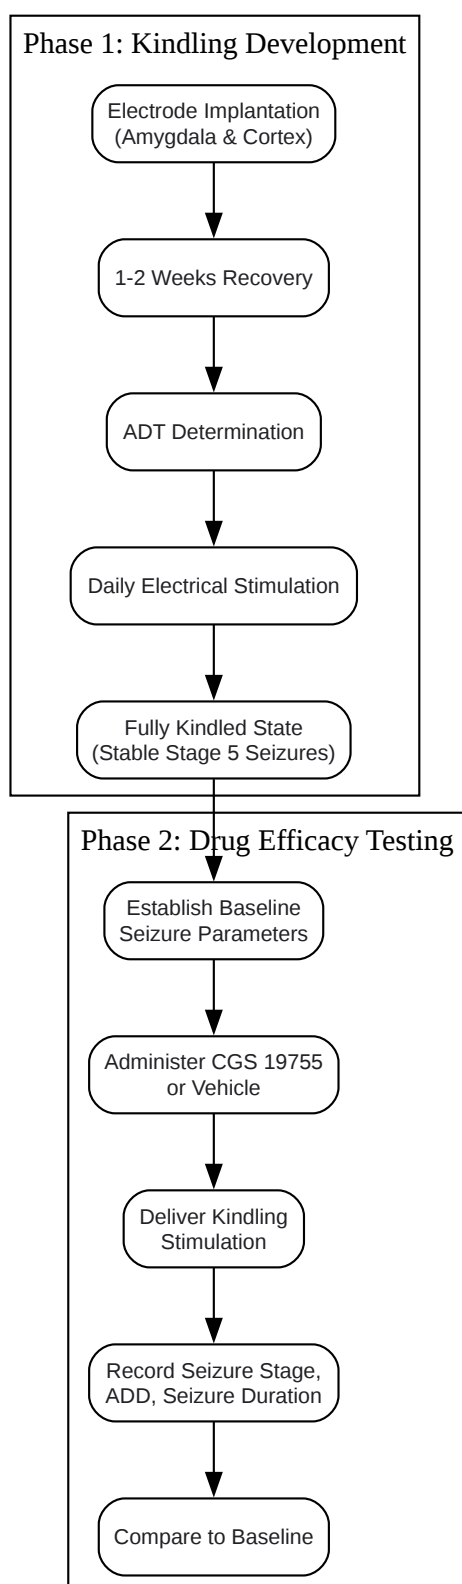 Phase 1: Kindling Development
Electrode Implantation
(Amygdala & Cortex)
1-2 Weeks Recovery
ADT Determination
Daily Electrical Stimulation
Fully Kindled State
(Stable Stage 5 Seizures)
Phase 2: Drug Efficacy Testing
Establish Baseline
Seizure Parameters
Administer CGS 19755
or Vehicle
Deliver Kindling
Stimulation
Record Seizure Stage,
ADD, Seizure Duration
Compare to Baseline